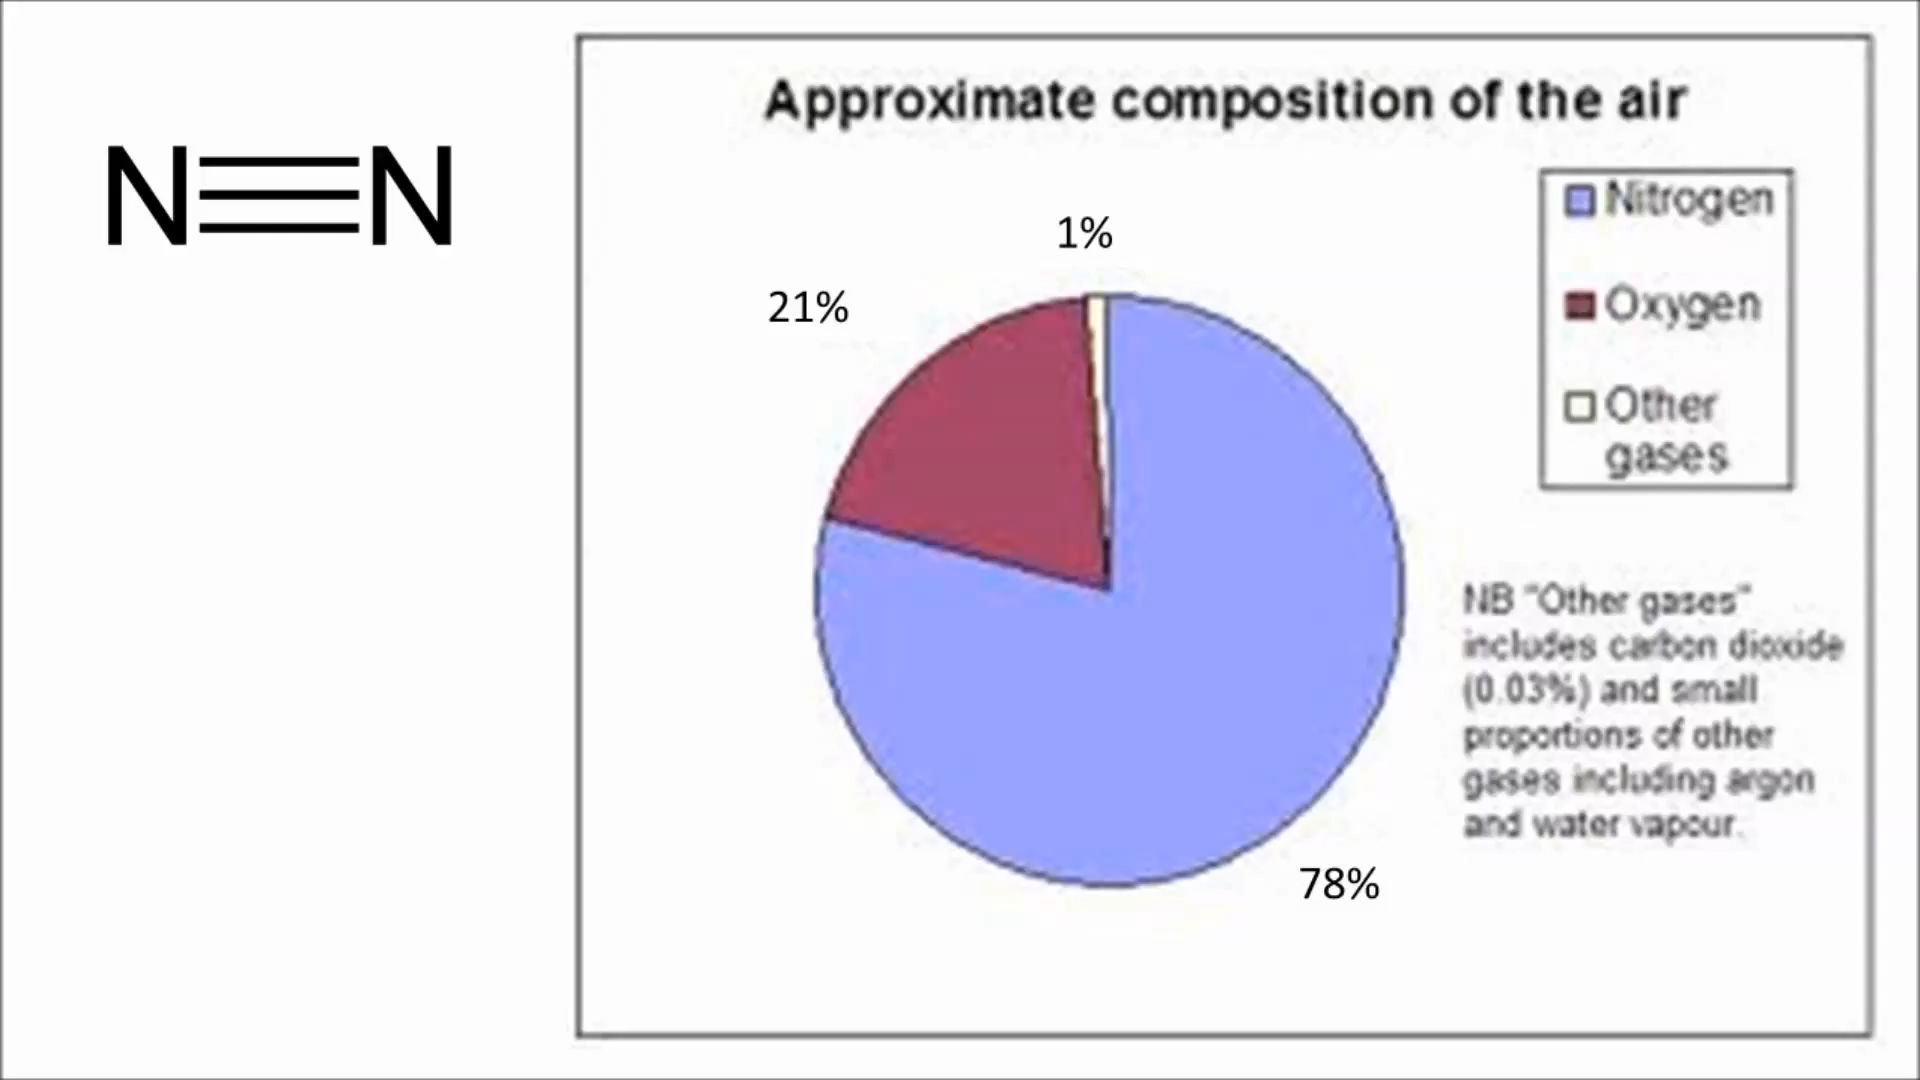 N≡N
Approximate composition of the air
1%
21%
78%
Nitrogen
Oxygen
Other
gases
NB "Other gases"
includes carbon dioxide
(0.03%) and small
proportions of other
gases including argon
and water vapour.